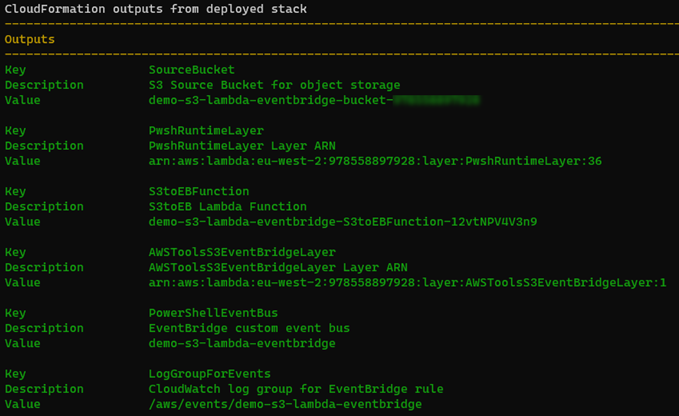 CloudFormation outputs from deployed stack
Outputs
Key SourceBucket
Description S3 Source Bucket for object storage
Value demo-s3-lambda-eventbridge-bucket-
Key PwshRuntimeLayer
Description PwshRuntimeLayer Layer ARN
Value arn:aws:lambda:eu-west-2:978558897928:layer:PwshRuntimeLayer:36
Key S3toEBFunction
Description S3toEB Lambda Function
Value demo-s3-lambda-eventbridge-S3toEBFunction-12vtNPV4V3n9
Key AWSToolsS3EventBridgeLayer
Description AWSToolsS3EventBridgeLayer Layer ARN
Value arn:aws:lambda:eu-west-2:978558897928:layer:AWSToolsS3EventBridgeLayer:1
Key PowerShellEventBus
Description EventBridge custom event bus
Value demo-s3-lambda-eventbridge
Key LogGroupForEvents
Description CloudWatch log group for EventBridge rule
Value /aws/events/demo-s3-lambda-eventbridge